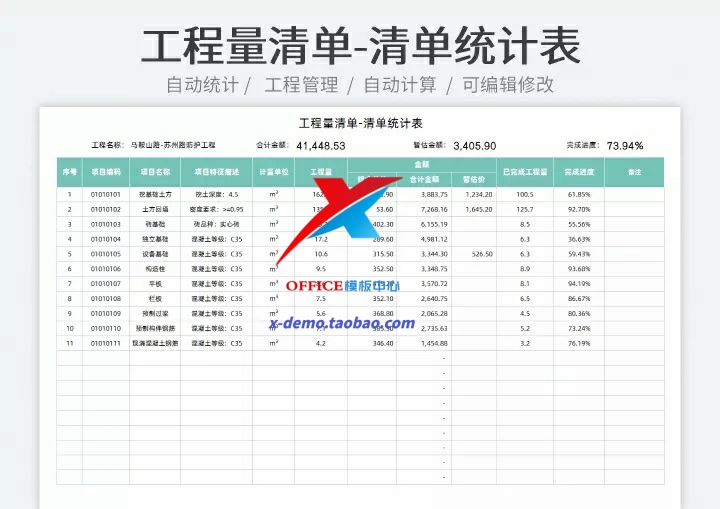 工程量清单-清单统计表
自动统计 / 工程管理 / 自动计算 / 可编辑修改
工程量清单-清单统计表
工程名称: 马鞍山路-苏州路防护工程 合计金额: 41,448.53 暂估金额: 3,405.90 完成进度: 73.94%
序号 项目编码 项目名称 项目特征描述 计量单位 工程量 金额 已完成工程量 完成进度 备注
合计金额 暂估价
1 01010101 挖基础土方 挖土深度: 4.5 m³ 3,883.75 1,234.20 100.5 61.85%
2 01010102 土方回填 密度要求: >=0.95 m³ 53.60 7,268.16 1,645.20 125.7 92.70%
3 01010103 砖基础 砖品种: 实心砖 m³ 402.30 6,155.19 8.5 55.56%
4 01010104 独立基础 混凝土等级: C35 m³ 17.2 289.60 4,981.12 6.3 36.63%
5 01010105 设备基础 混凝土等级: C35 m³ 10.6 315.50 3,344.30 526.50 6.3 59.43%
6 01010106 构造柱 混凝土等级: C35 m³ 9.5 352.50 3,348.75 8.9 93.68%
7 01010107 平板 混凝土等级: C35 m³ 3,570.72 8.1 94.19%
OFFICE模板中心
8 01010108 栏板 混凝土等级: C35 m³ 7.5 352.10 2,640.75 6.5 86.67%
9 01010109 预制过梁 混凝土等级: C35 m³ 5.6 368.80 2,065.28 4.5 80.36%
x-demo.taobao.com
10 01010110 预制构件钢筋 混凝土等级: C35 2,735.63 5.2 73.24%
11 01010111 现浇混凝土钢筋 混凝土等级: C35 m³ 4.2 346.40 1,454.88 3.2 76.19%
-
-
-
-
-
-
-
-
-